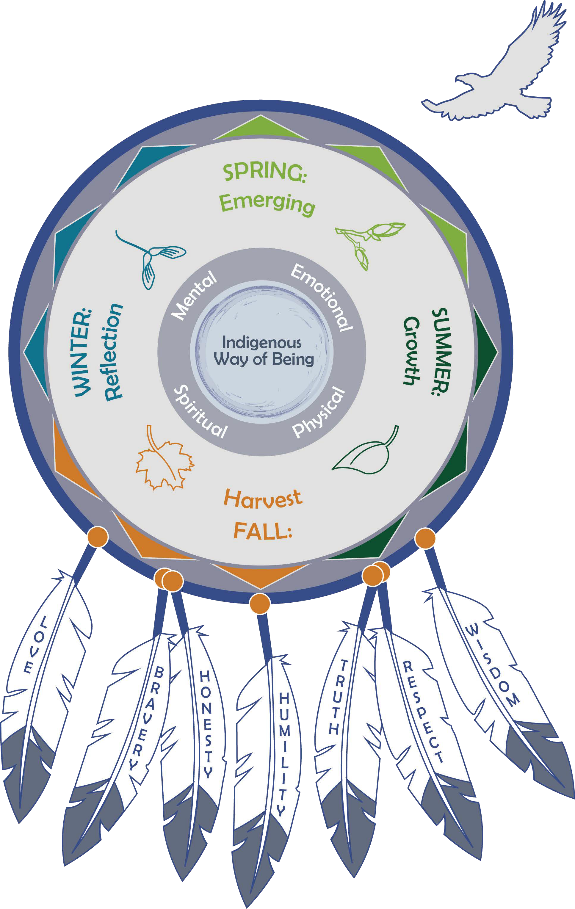 SPRING:
Emerging
SUMMER:
Growth
Harvest
FALL:
WINTER:
Reflection
Mental
Emotional
Physical
Spiritual
Indigenous
Way of Being
LOVE
BRAVERY
HONESTY
HUMILITY
TRUTH
RESPECT
WISDOM